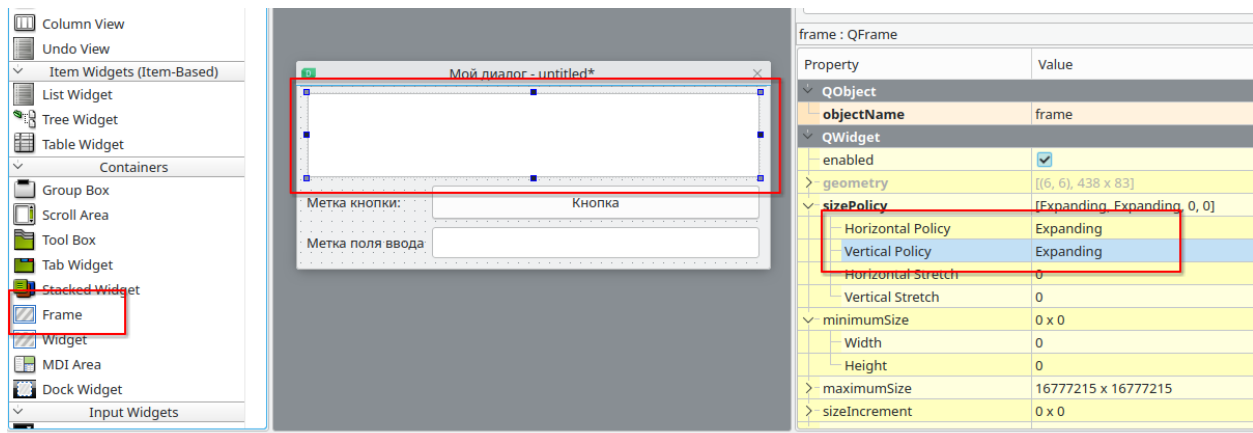 Column View
Undo View
Item Widgets (Item-Based)
List Widget
Tree Widget
Table Widget
Containers
Group Box
Scroll Area
Tool Box
Tab Widget
Stacked Widget
Frame
Widget
MDI Area
Dock Widget
Input Widgets
Мой диалог - untitled*
Метка кнопки:
Кнопка
Метка поля ввода
frame : QFrame
Property Value
QObject
objectName frame
QWidget
enabled
geometry [(6, 6), 438 x 83]
sizePolicy [Expanding, Expanding, 0, 0]
Horizontal Policy Expanding
Vertical Policy Expanding
Horizontal Stretch 0
Vertical Stretch 0
minimumSize 0 x 0
Width 0
Height 0
maximumSize 16777215 x 16777215
sizeIncrement 0 x 0